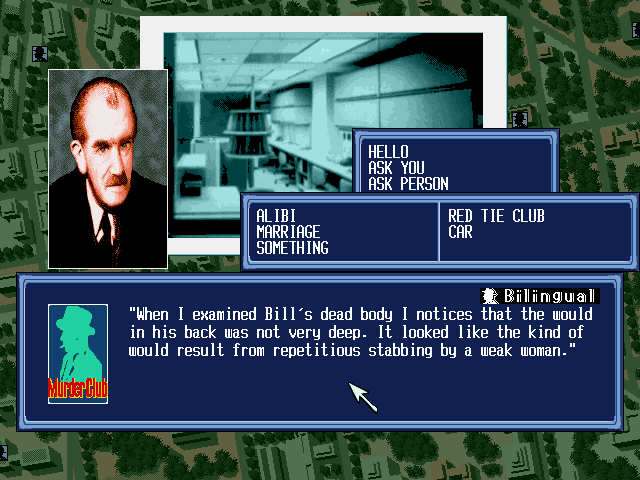 HELLO
ASK YOU
ASK PERSON
ALIBI
MARRIAGE
SOMETHING
RED TIE CLUB
CAR
Bilingual
"When I examined Bill's dead body I notices that the would
in his back was not very deep. It looked like the kind of
would result from repetitious stabbing by a weak woman."
MurderClub